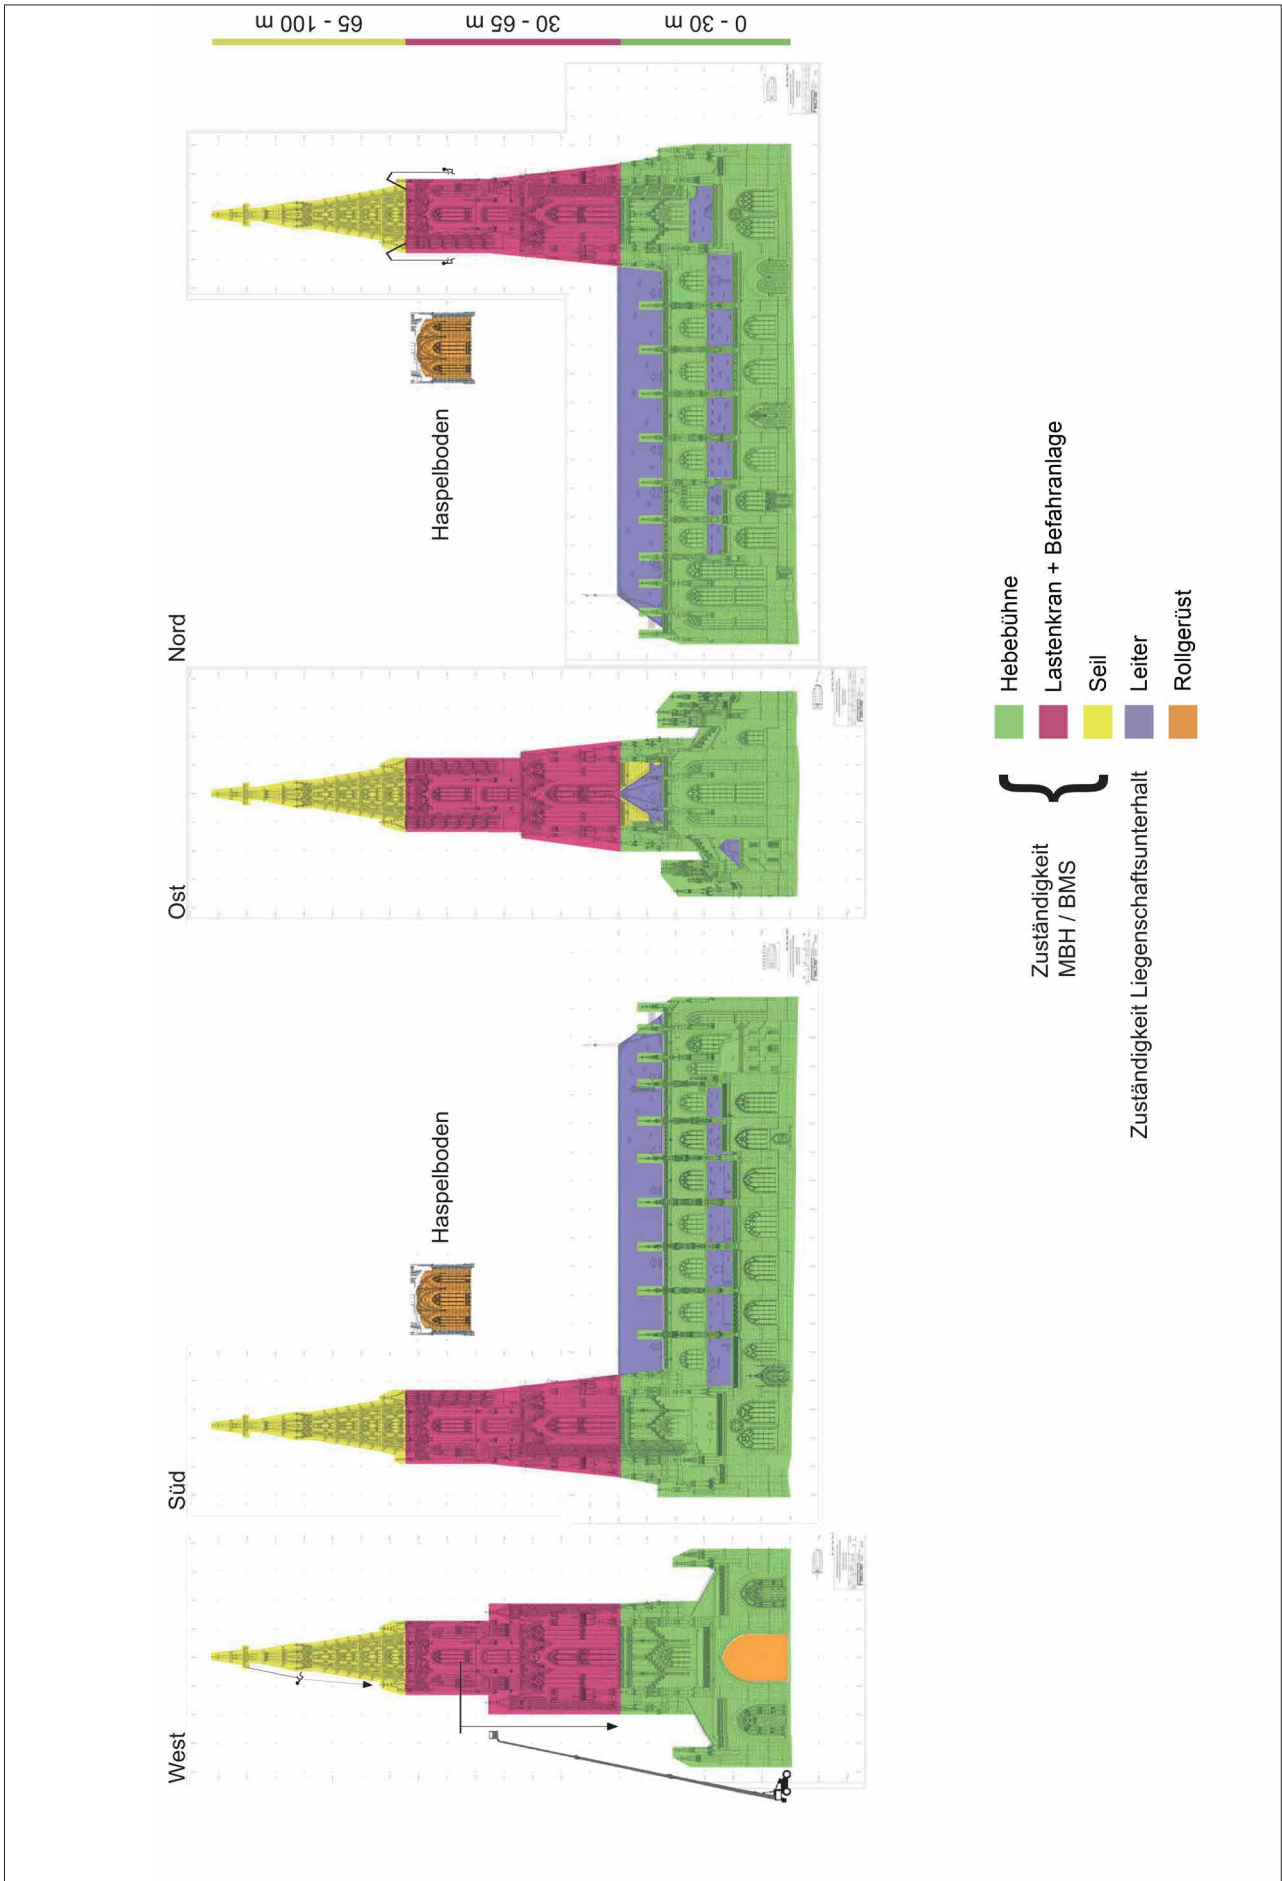 West
Süd
Ost
Nord
Haspelboden
Haspelboden
65 - 100 m
30 - 65 m
0 - 30 m
Zuständigkeit
MBH / BMS
Zuständigkeit Liegenschaftsunterhalt
Hebebühne
Lastenkran + Befahranlage
Seil
Leiter
Rollgerüst